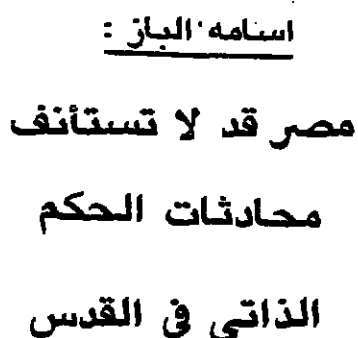 اسامه الباز :
مصر قد لا تستأنف
محادثات الحكم
الذاتي في القدس